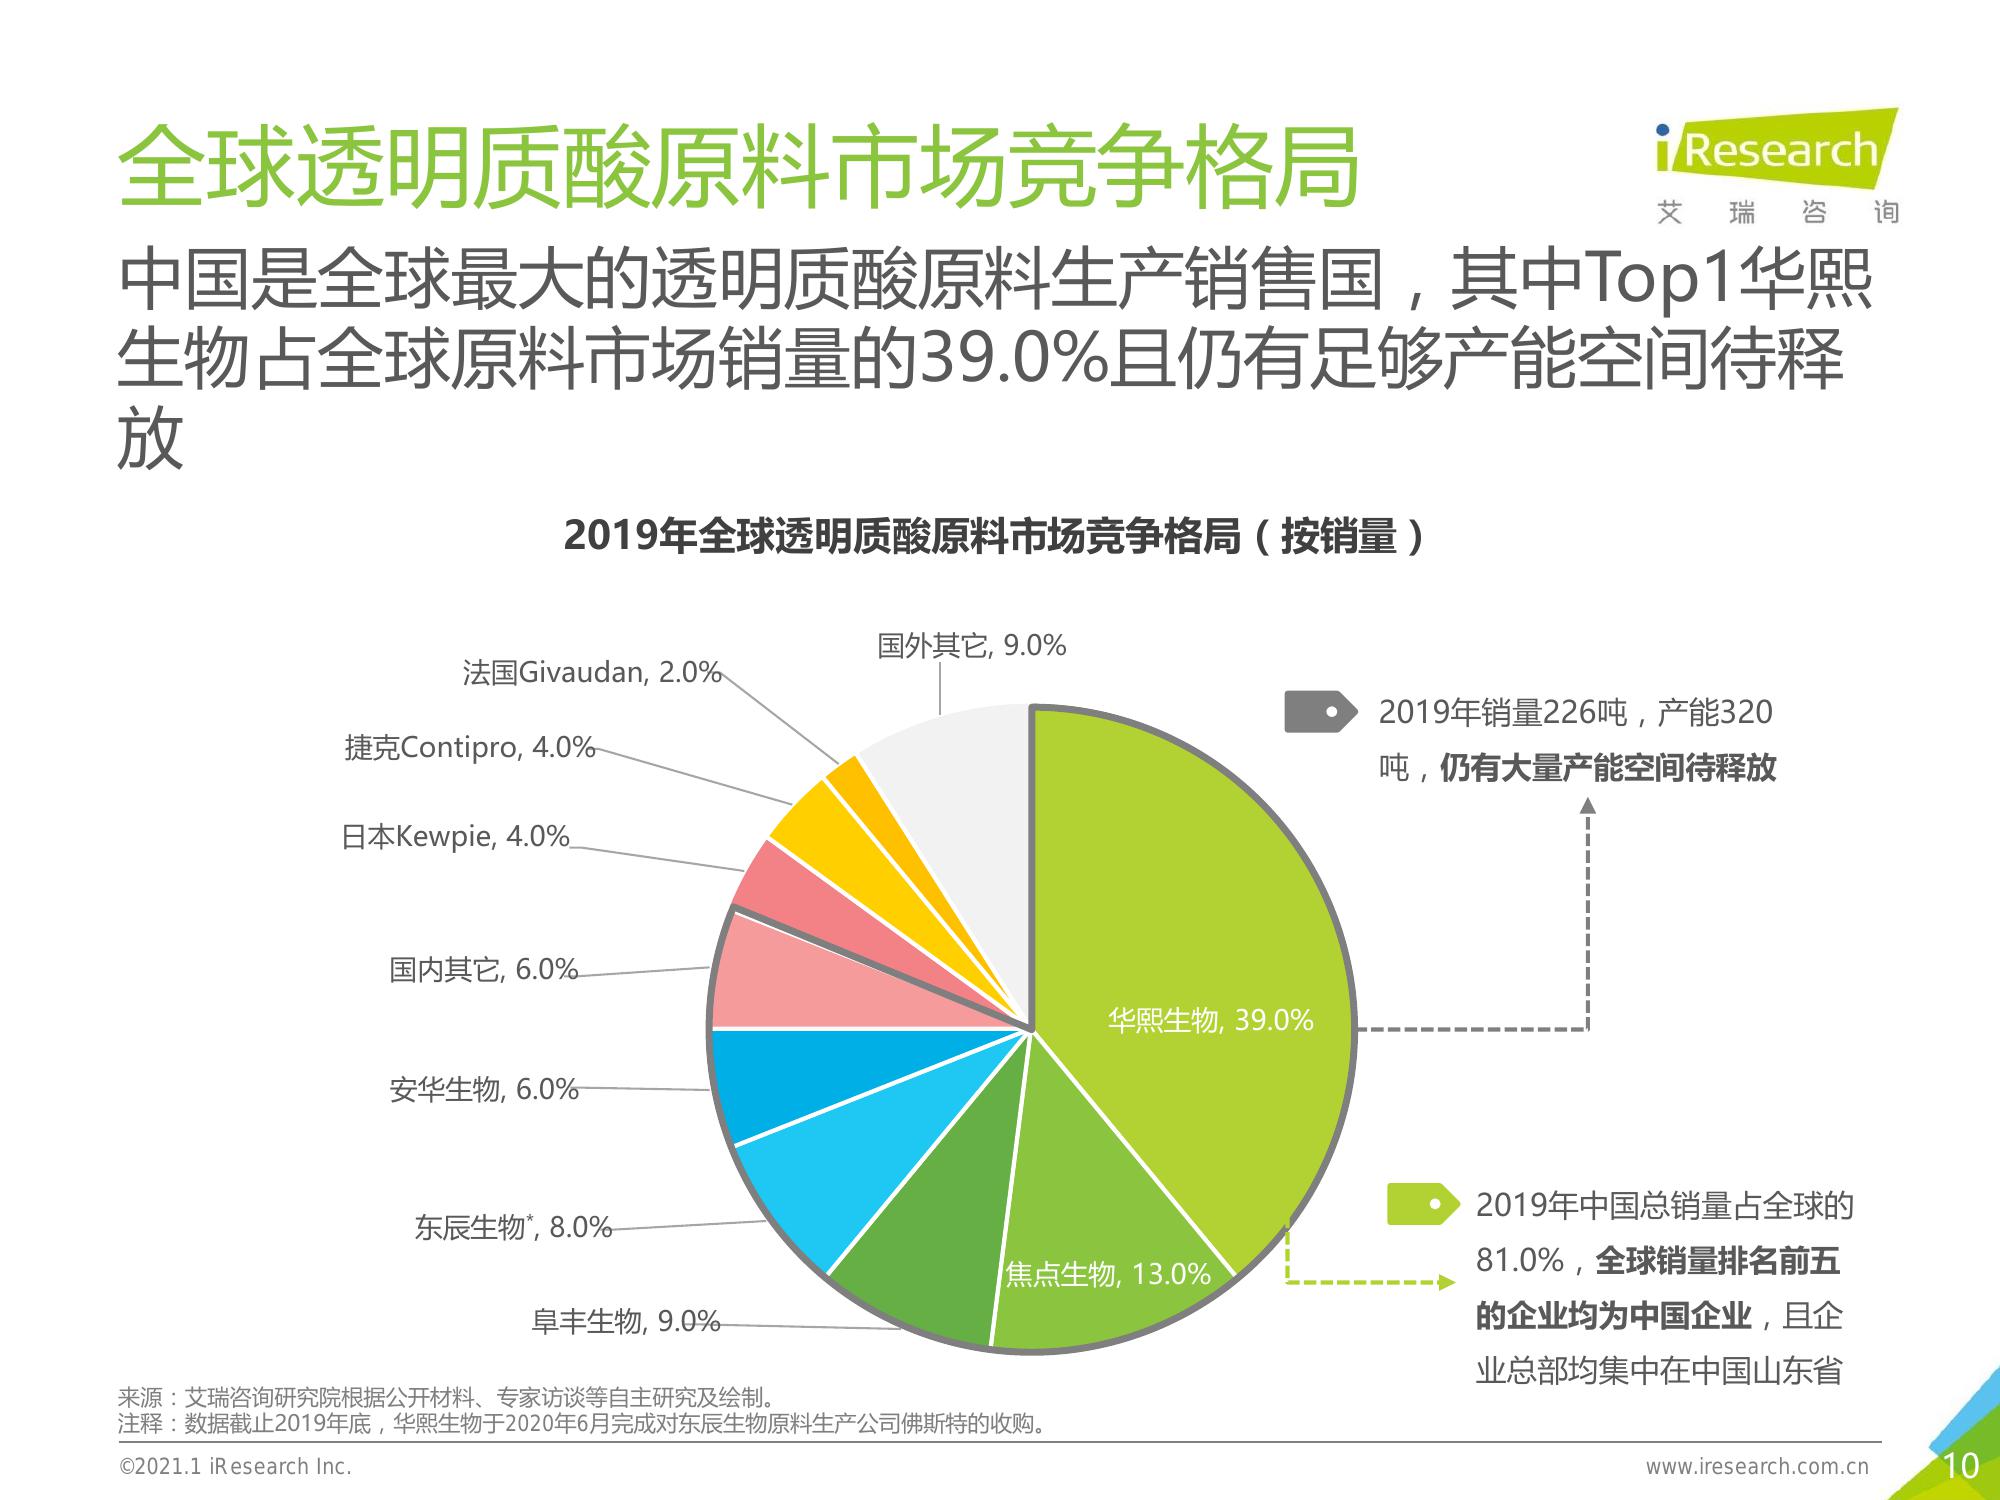 全球透明质酸原料市场竞争格局
iResearch
艾瑞咨询
中国是全球最大的透明质酸原料生产销售国，其中Top1华熙
生物占全球原料市场销量的39.0%且仍有足够产能空间待释
放
2019年全球透明质酸原料市场竞争格局（按销量）
国外其它, 9.0%
法国Givaudan, 2.0%
捷克Contipro, 4.0%
日本Kewpie, 4.0%
国内其它, 6.0%
安华生物, 6.0%
东辰生物*, 8.0%
阜丰生物, 9.0%
焦点生物, 13.0%
华熙生物, 39.0%
2019年销量226吨，产能320
吨，仍有大量产能空间待释放
2019年中国总销量占全球的
81.0%，全球销量排名前五
的企业均为中国企业，且企
业总部均集中在中国山东省
来源：艾瑞咨询研究院根据公开材料、专家访谈等自主研究及绘制。
注释：数据截止2019年底，华熙生物于2020年6月完成对东辰生物原料生产公司佛斯特的收购。
©2021.1 iResearch Inc.
www.iresearch.com.cn
10